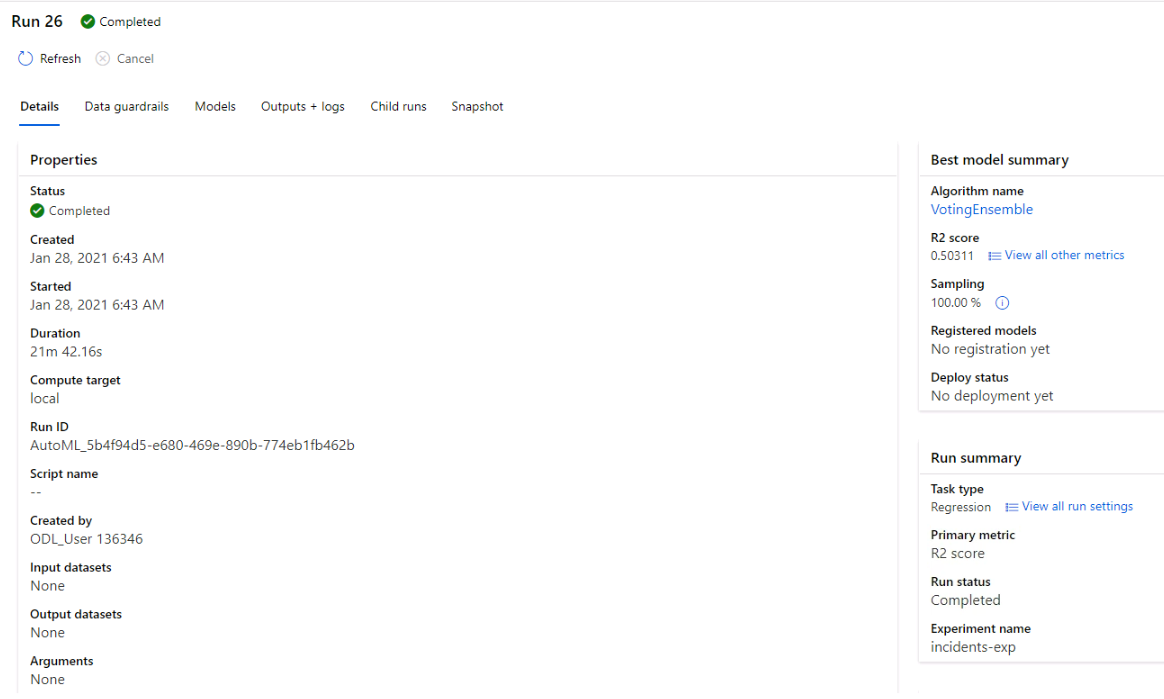 Run 26 Completed
Refresh Cancel
Details Data guardrails Models Outputs + logs Child runs Snapshot
Properties
Status
Completed
Created
Jan 28, 2021 6:43 AM
Started
Jan 28, 2021 6:43 AM
Duration
21m 42.16s
Compute target
local
Run ID
AutoML_5b4f94d5-e680-469e-890b-774eb1fb462b
Script name
--
Created by
ODL_User 136346
Input datasets
None
Output datasets
None
Arguments
None
Best model summary
Algorithm name
VotingEnsemble
R2 score
0.50311 View all other metrics
Sampling
100.00 %
Registered models
No registration yet
Deploy status
No deployment yet
Run summary
Task type
Regression View all run settings
Primary metric
R2 score
Run status
Completed
Experiment name
incidents-exp